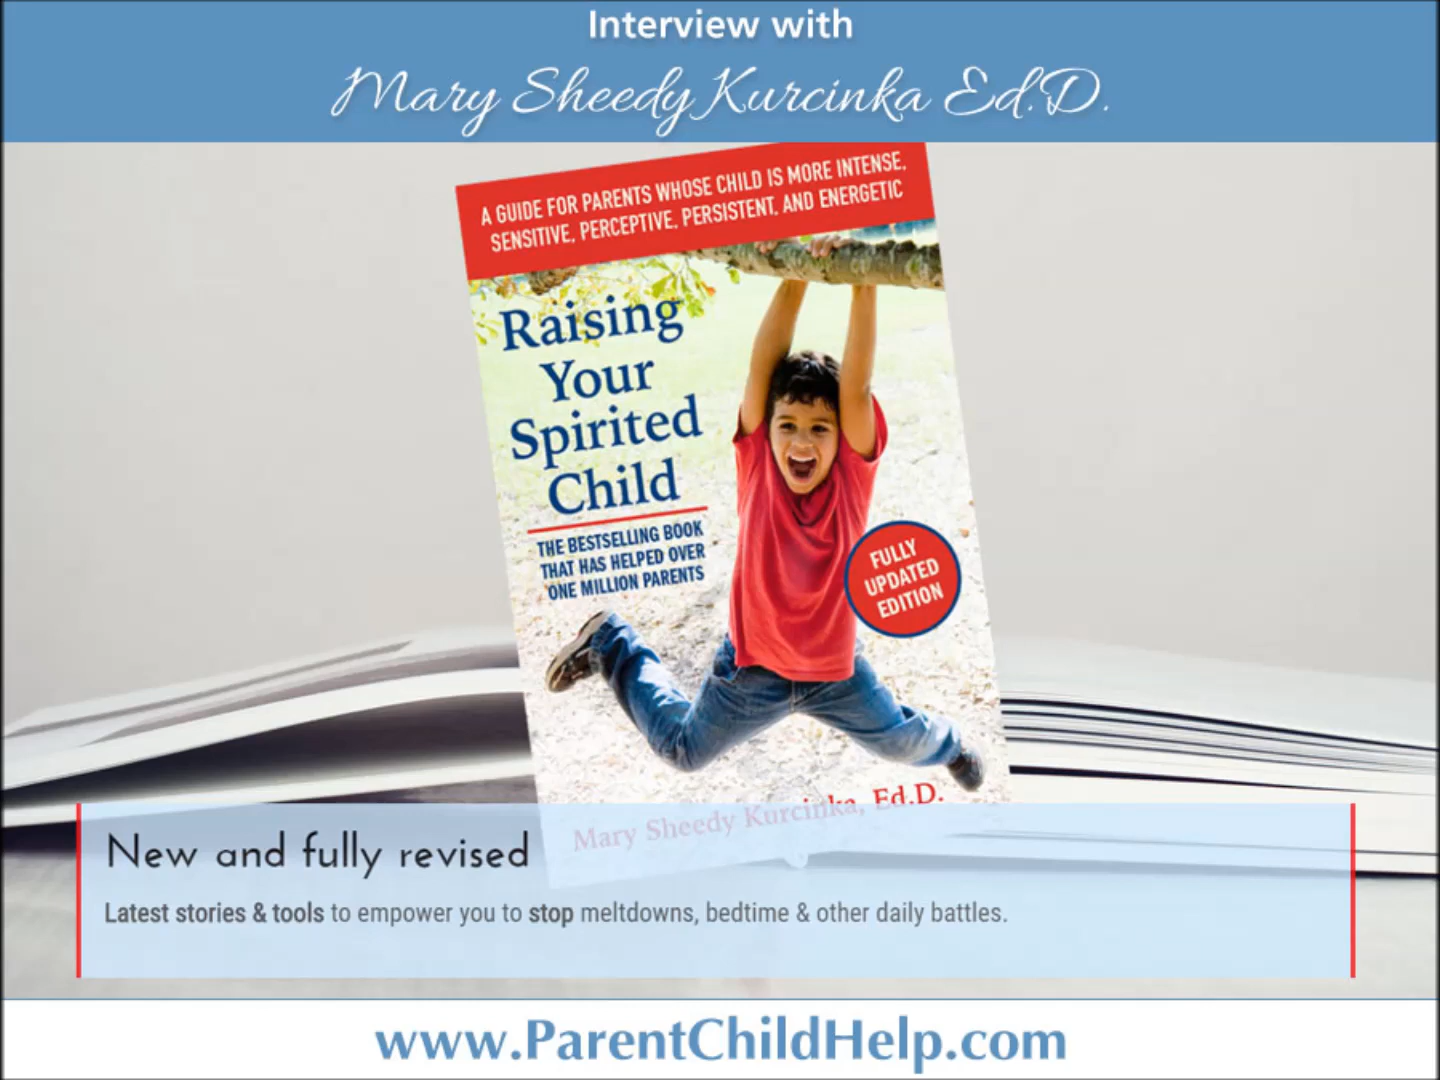 Interview with
Mary Sheedy Kurcinka Ed.D.
A GUIDE FOR PARENTS WHOSE CHILD IS MORE INTENSE,
SENSITIVE, PERCEPTIVE, PERSISTENT, AND ENERGETIC
Raising
Your
Spirited
Child
THE BESTSELLING BOOK
THAT HAS HELPED OVER
ONE MILLION PARENTS
FULLY
UPDATED
EDITION
Mary Sheedy Kurcinka, Ed.D.
New and fully revised
Latest stories & tools to empower you to stop meltdowns, bedtime & other daily battles.
www.ParentChildHelp.com